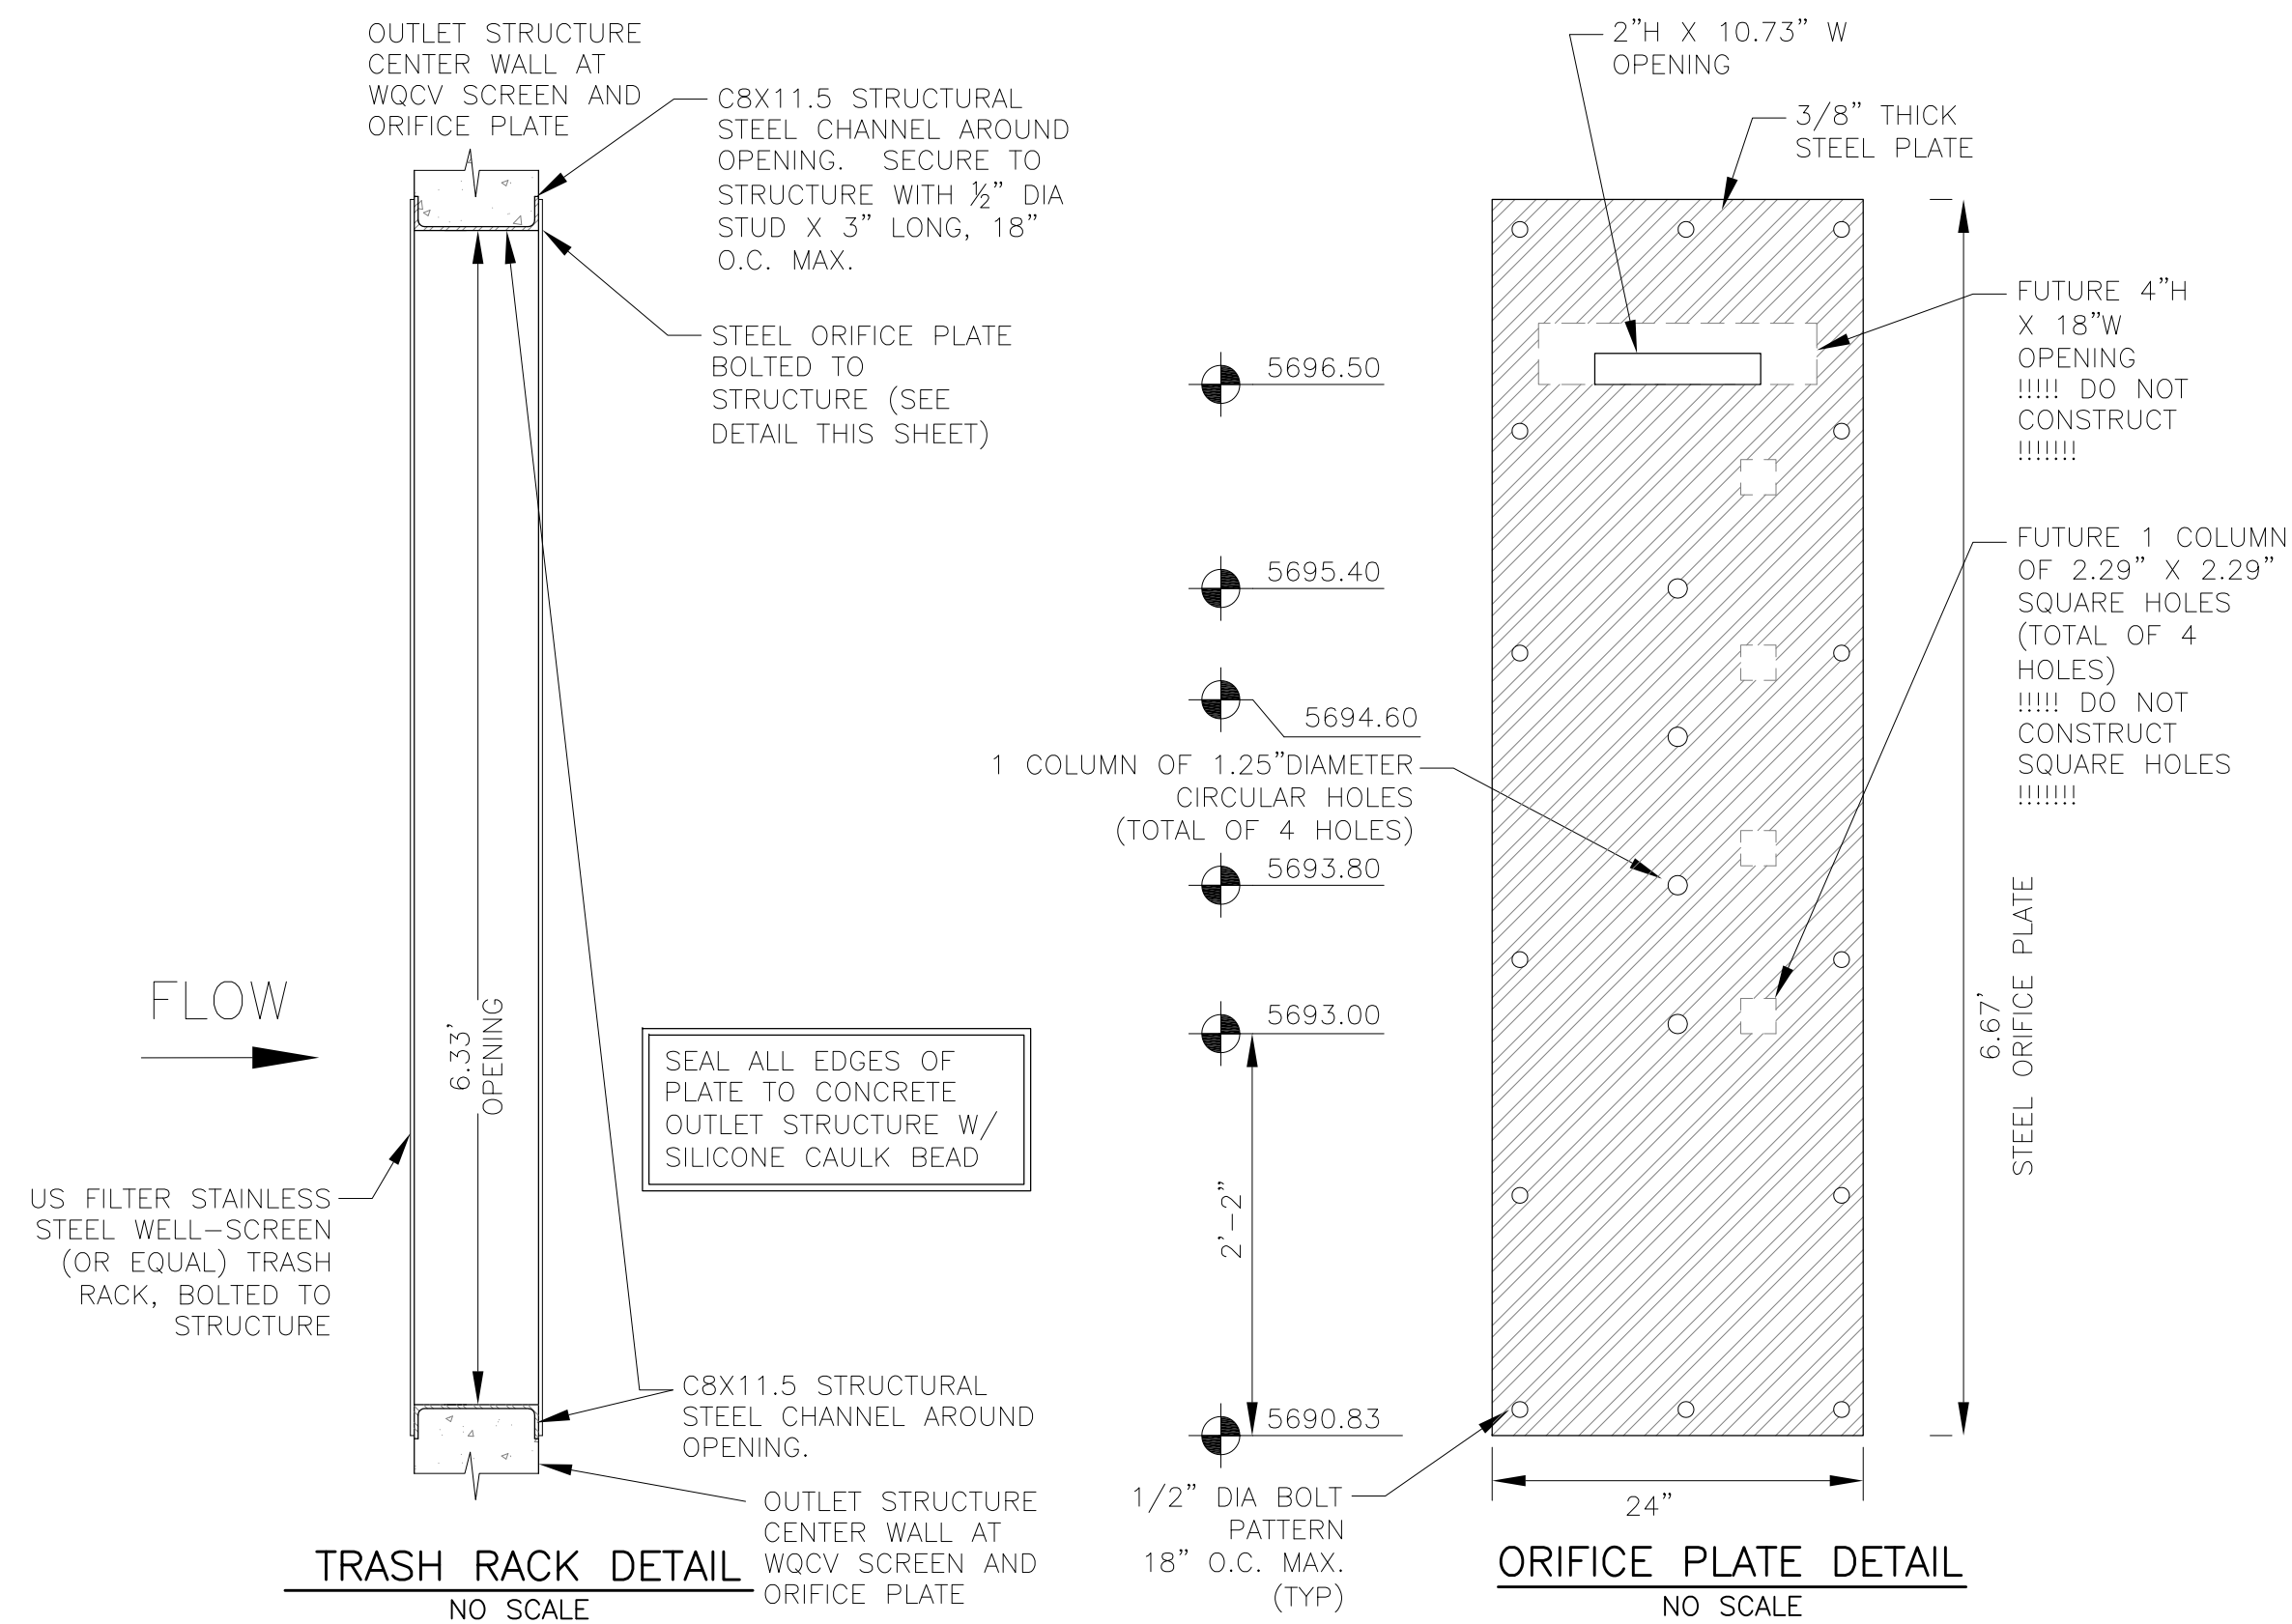 OUTLET STRUCTURE
CENTER WALL AT
WQCV SCREEN AND
ORIFICE PLATE
C8X11.5 STRUCTURAL
STEEL CHANNEL AROUND
OPENING. SECURE TO
STRUCTURE WITH ½" DIA
STUD X 3" LONG, 18"
O.C. MAX.
STEEL ORIFICE PLATE
BOLTED TO
STRUCTURE (SEE
DETAIL THIS SHEET)
FLOW
6.33'
OPENING
SEAL ALL EDGES OF
PLATE TO CONCRETE
OUTLET STRUCTURE W/
SILICONE CAULK BEAD
US FILTER STAINLESS
STEEL WELL-SCREEN
(OR EQUAL) TRASH
RACK, BOLTED TO
STRUCTURE
C8X11.5 STRUCTURAL
STEEL CHANNEL AROUND
OPENING.
OUTLET STRUCTURE
CENTER WALL AT
WQCV SCREEN AND
ORIFICE PLATE
TRASH RACK DETAIL
NO SCALE
2"H X 10.73" W
OPENING
3/8" THICK
STEEL PLATE
FUTURE 4"H
X 18"W
OPENING
!!!!! DO NOT
CONSTRUCT
!!!!!!!
FUTURE 1 COLUMN
OF 2.29" X 2.29"
SQUARE HOLES
(TOTAL OF 4
HOLES)
!!!!! DO NOT
CONSTRUCT
SQUARE HOLES
!!!!!!!
5696.50
5695.40
5694.60
1 COLUMN OF 1.25"DIAMETER
CIRCULAR HOLES
(TOTAL OF 4 HOLES)
5693.80
5693.00
2'-2"
5690.83
1/2" DIA BOLT
PATTERN
18" O.C. MAX.
(TYP)
6.67'
STEEL ORIFICE PLATE
24"
ORIFICE PLATE DETAIL
NO SCALE